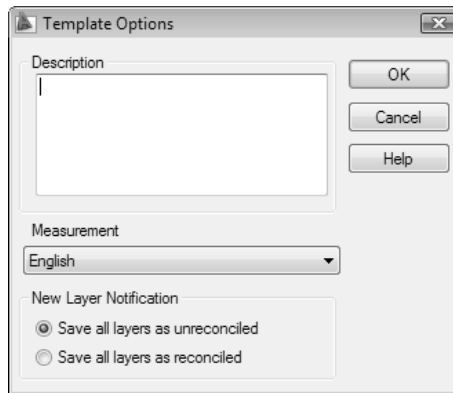 Template Options
Description
OK
Cancel
Help
Measurement
English
New Layer Notification
Save all layers as unreconciled
Save all layers as reconciled